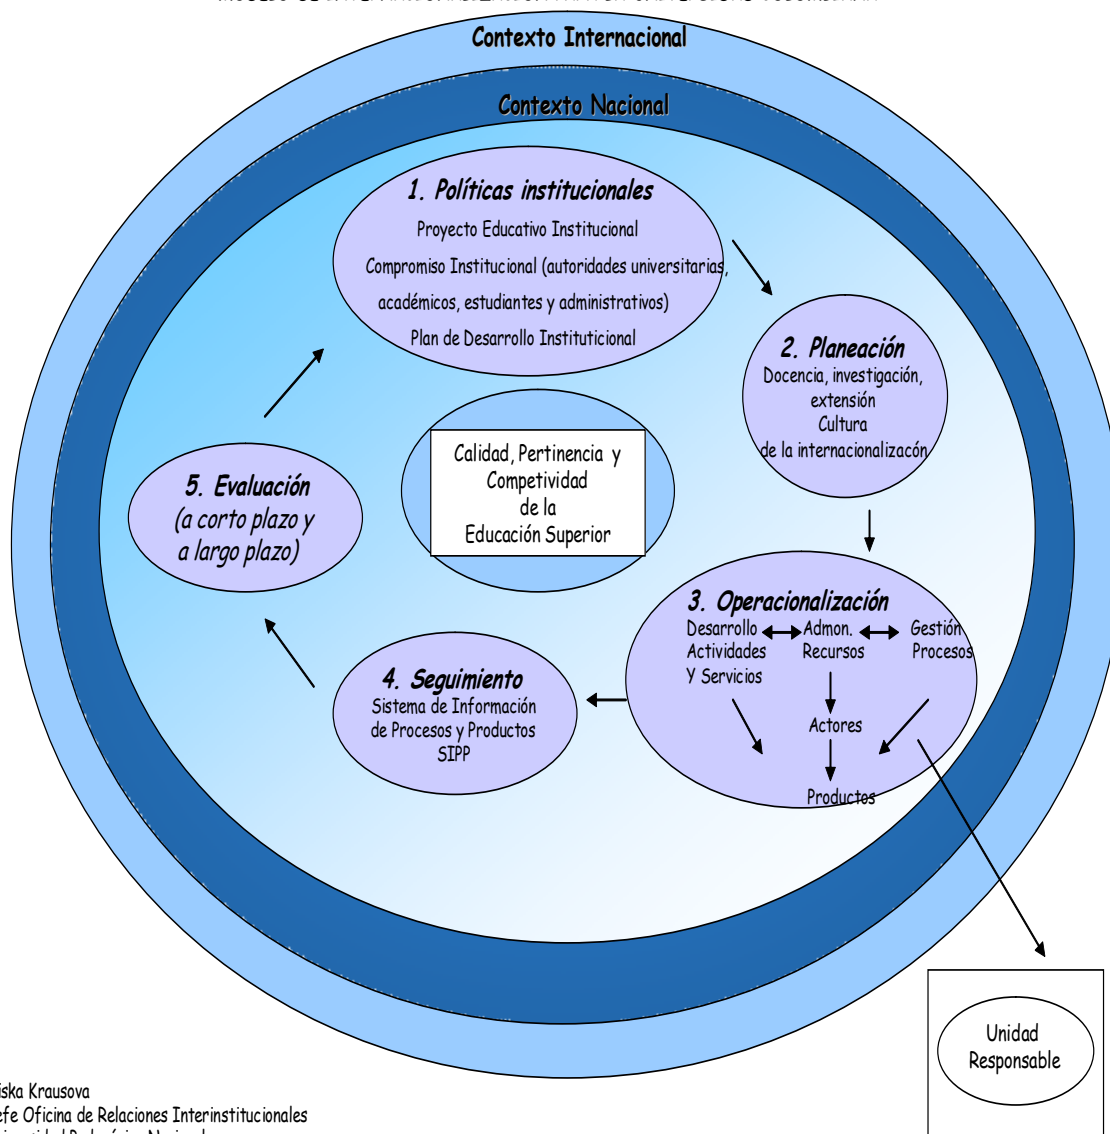 Contexto Internacional
Contexto Nacional
1. Políticas institucionales
Proyecto Educativo Institucional
Compromiso Institucional (autoridades universitarias,
académicos, estudiantes y administrativos)
Plan de Desarrollo Instituticional
2. Planeación
Docencia, investigación,
extensión
Cultura
de la internacionalizacón
Calidad, Pertinencia y
Competividad
de la
Educación Superior
5. Evaluación
(a corto plazo y
a largo plazo)
3. Operacionalización
Desarrollo Admon. Gestión
Actividades Recursos Procesos
Y Servicios
Actores
Productos
4. Seguimiento
Sistema de Información
de Procesos y Productos
SIPP
Unidad
Responsable
Krausova
Oficina de Relaciones Interinstitucionales